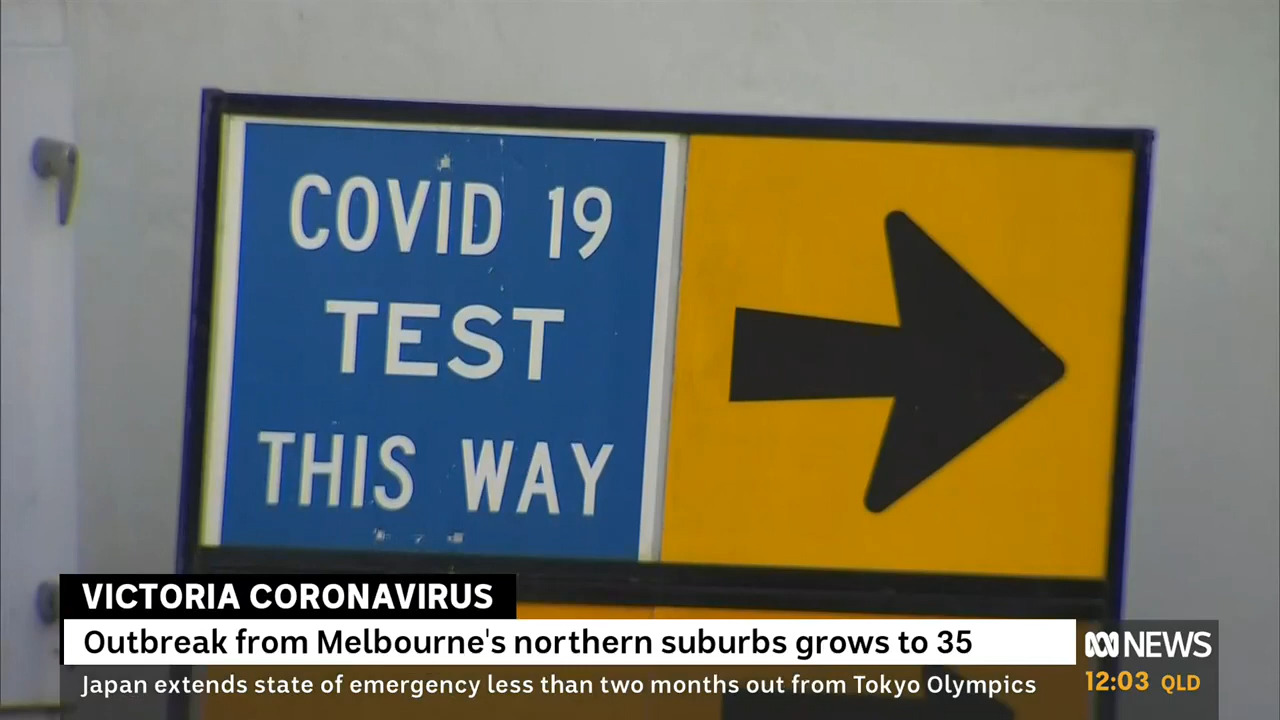 COVID 19
TEST
THIS WAY
VICTORIA CORONAVIRUS
Outbreak from Melbourne's northern suburbs grows to 35
Japan extends state of emergency less than two months out from Tokyo Olympics
NEWS
12:03 QLD